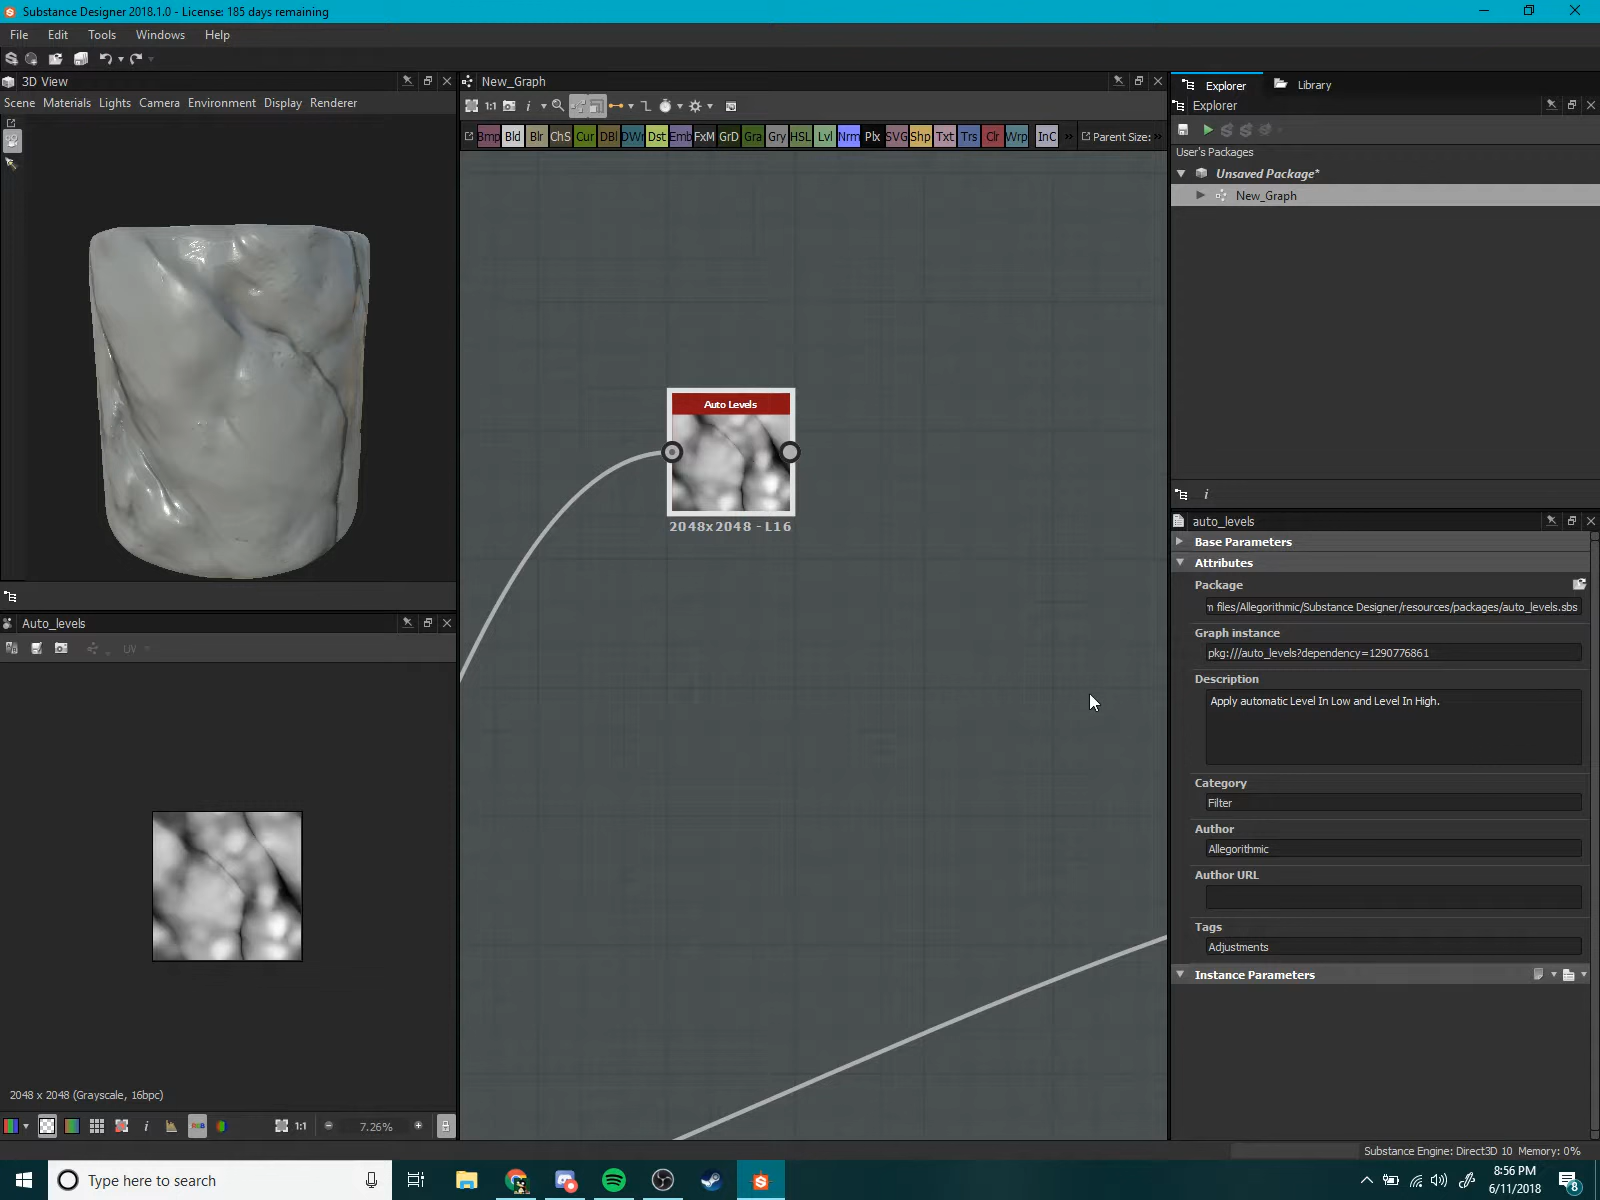 Substance Designer 2018.1.0 - License: 185 days remaining
File Edit Tools Windows Help
3D View
New_Graph
Explorer Library
Scene Materials Lights Camera Environment Display Renderer
1:1
Explorer
Bmp Bld Blr ChS Cur DBl DWr Dst Emb FxM GrD Gra Gry HSL Lvl Nrm Plx SVG Shp Txt Trs Clr Wrp InC Parent Size:
User's Packages
Unsaved Package*
New_Graph
Auto Levels
2048x2048 - L16
auto_levels
Base Parameters
Attributes
Package
m files/Allegorithmic/Substance Designer/resources/packages/auto_levels.sbs
Graph instance
pkg:///auto_levels?dependency=1290776861
Description
Apply automatic Level In Low and Level In High.
Category
Filter
Author
Allegorithmic
Author URL
Tags
Adjustments
Instance Parameters
Auto_levels
UV
2048 x 2048 (Grayscale, 16bpc)
RGB
1:1
7.26%
Substance Engine: Direct3D 10 Memory: 0%
Type here to search
8:56 PM
6/11/2018
8